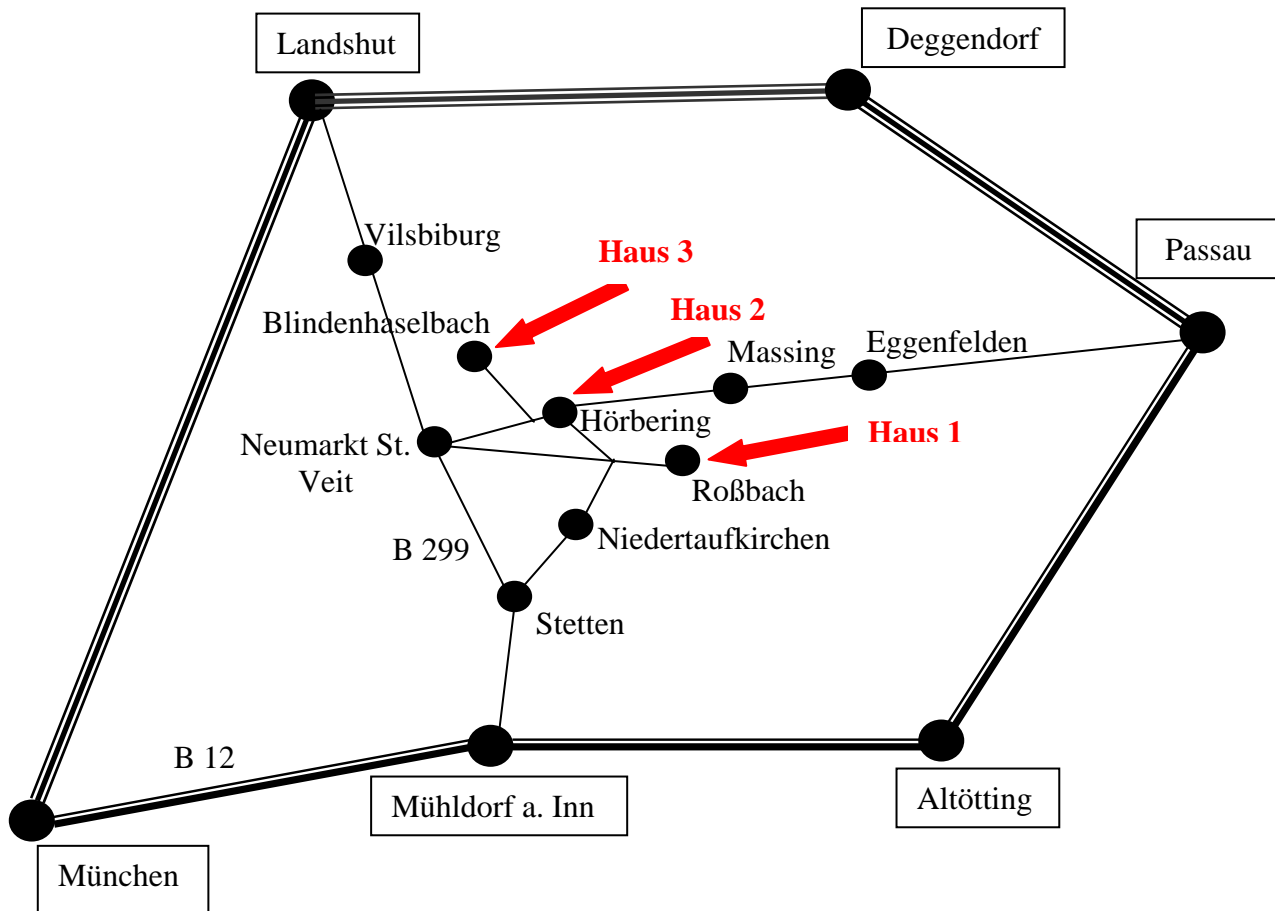 Landshut
Deggendorf
Vilsbiburg
Haus 3
Passau
Blindenhaselbach
Haus 2
Massing
Eggenfelden
Hörbering
Haus 1
Neumarkt St.
Veit
Roßbach
B 299
Niedertaufkirchen
Stetten
B 12
Mühldorf a. Inn
Altötting
München